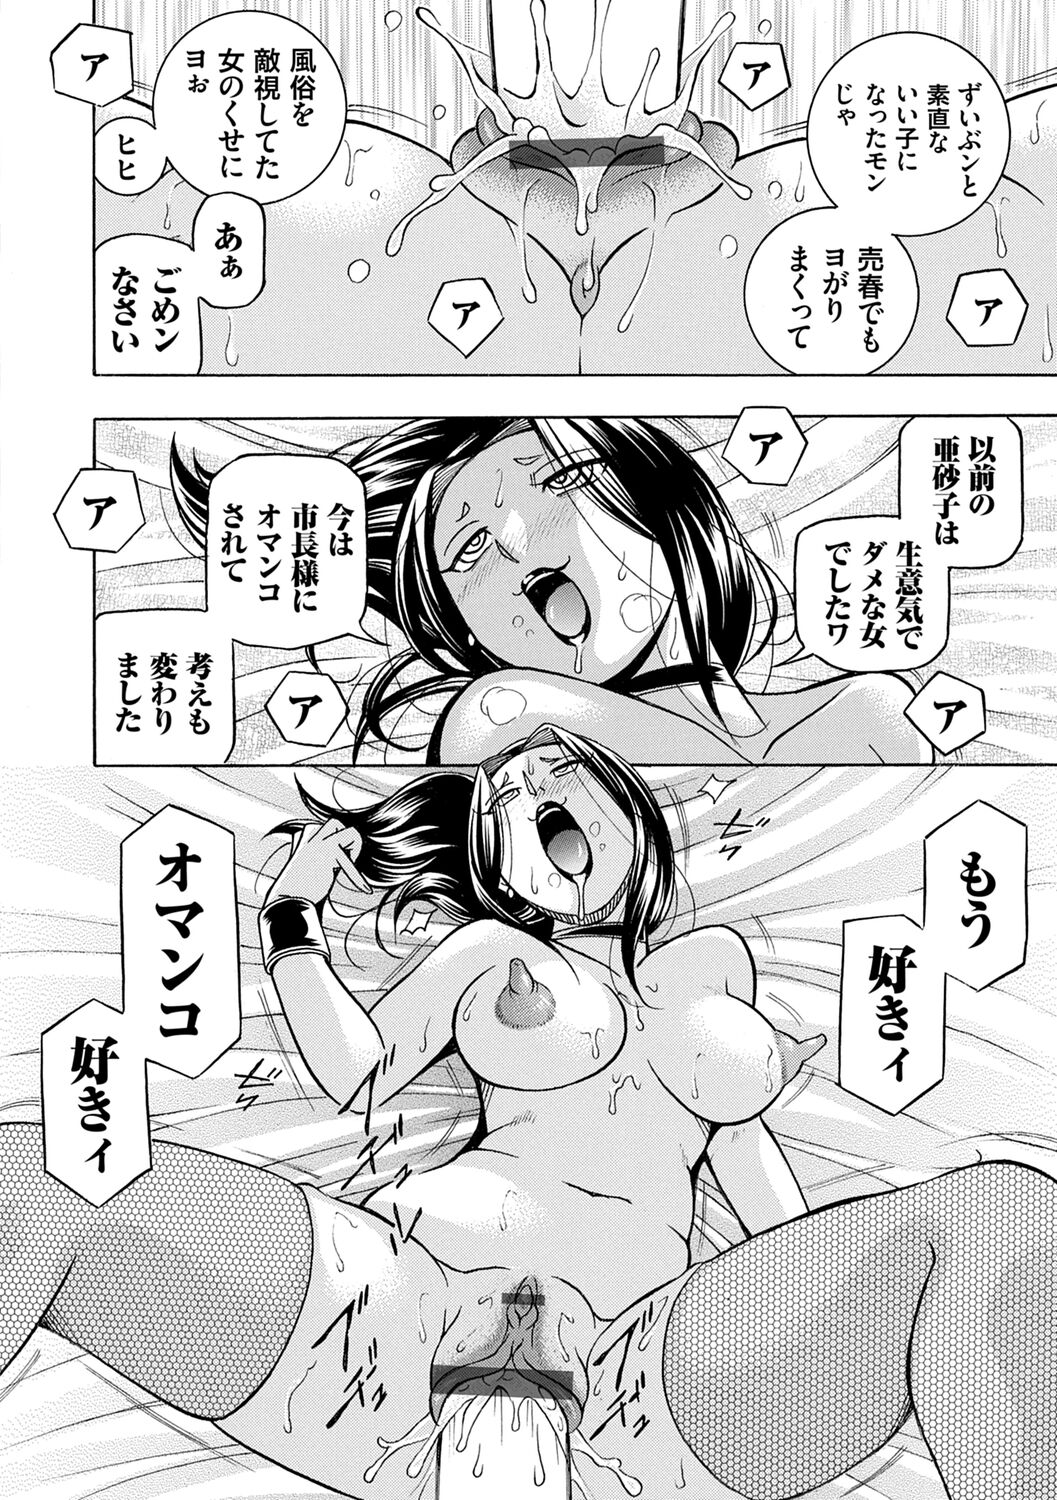 ずいぶンと
素直な
いい子に
なったモン
じゃ
売春でも
ヨがり
まくって
ア
ア
風俗を
敵視してた
女のくせに
ヨぉ
ヒヒ
ア
ア
あぁ
ごめン
なさい
以前の
亜砂子は
生意気で
ダメな女
でしたワ
ア
ア
今は
市長様に
オマンコ
されて
考えも
変わり
ました
ア
ア
もう
好きィ
オマンコ
好きィ